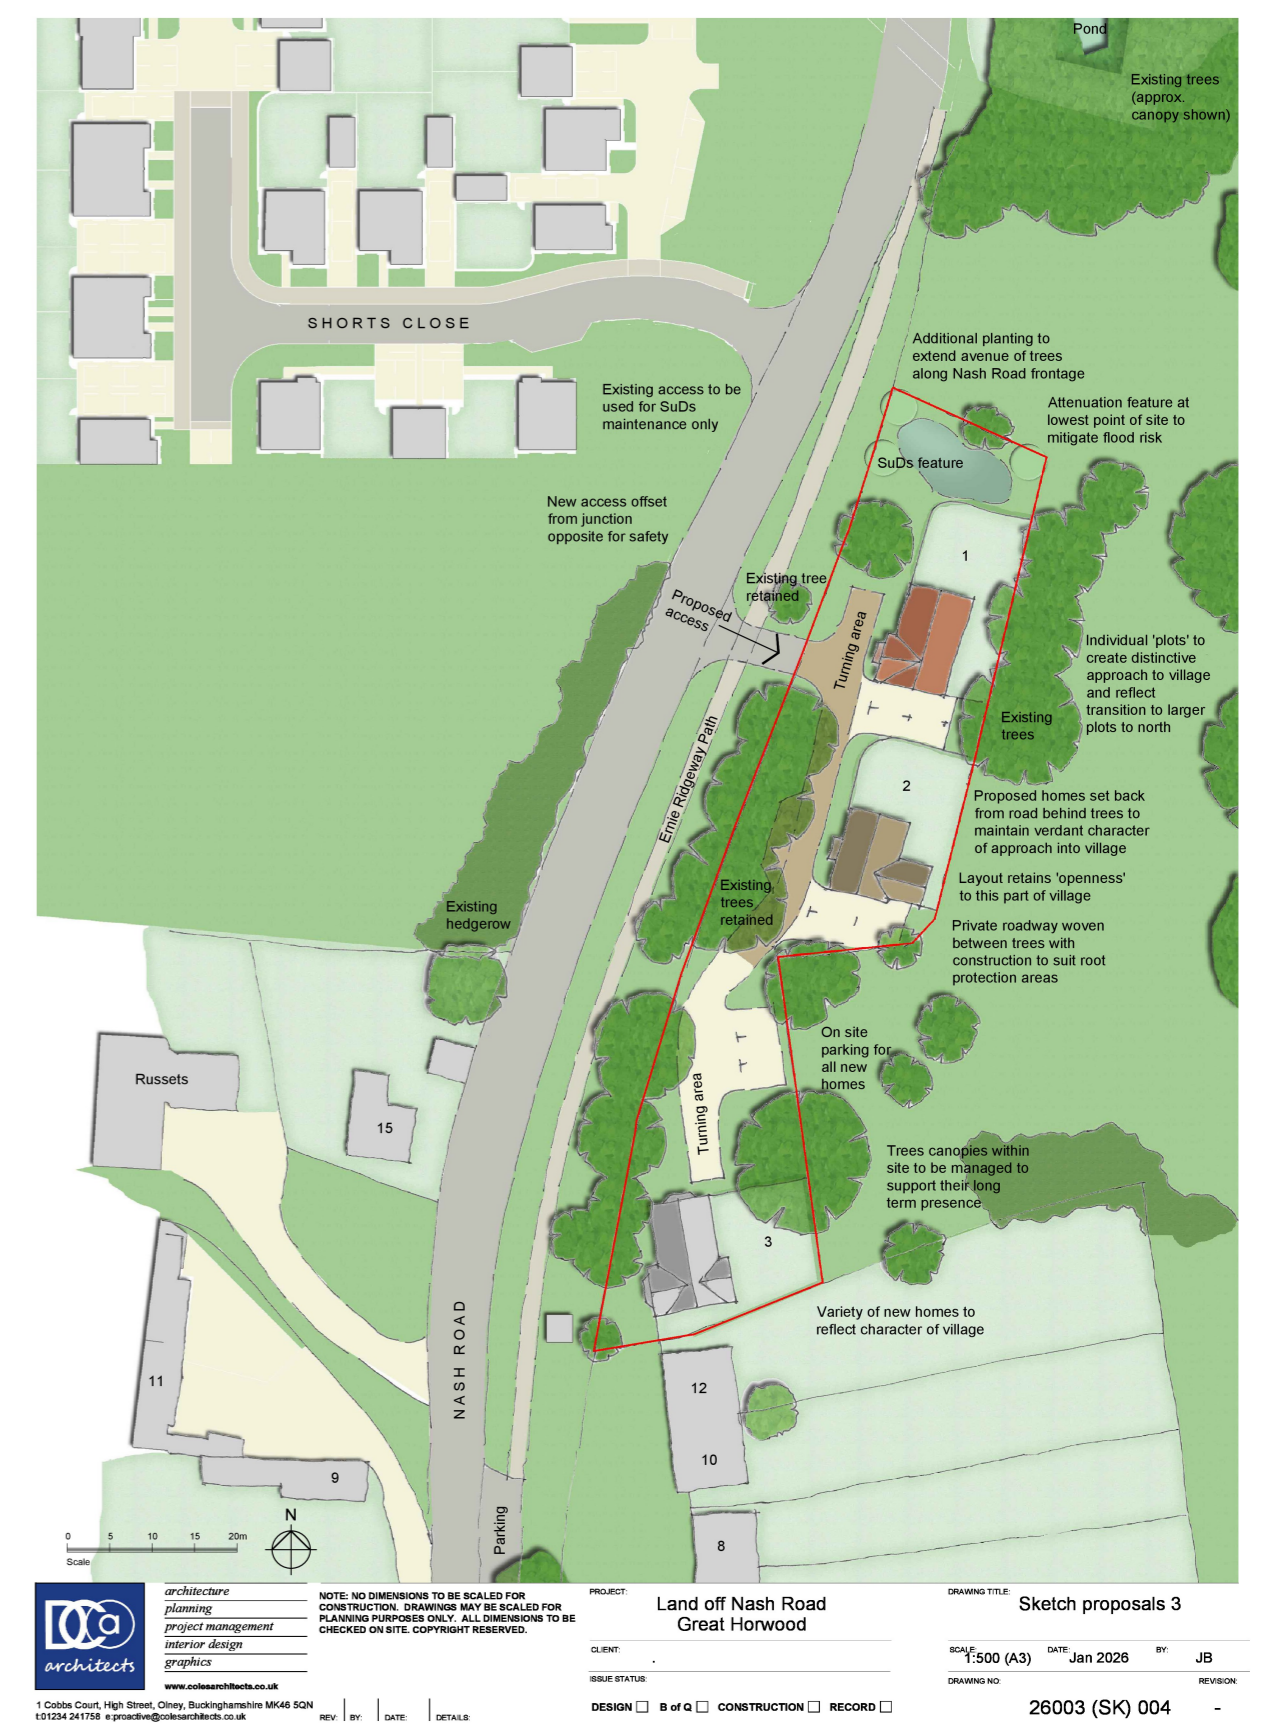 Pond
Existing trees
(approx.
canopy shown)
SHORTS CLOSE
Additional planting to
extend avenue of trees
along Nash Road frontage
Existing access to be
used for SuDs
maintenance only
Attenuation feature at
lowest point of site to
mitigate flood risk
SuDs feature
New access offset
from junction
opposite for safety
1
Existing tree
retained
Proposed
access
Turning area
Individual 'plots' to
create distinctive
approach to village
and reflect
transition to larger
plots to north
Existing
trees
Ernie Ridgeway Path
2
Proposed homes set back
from road behind trees to
maintain verdant character
of approach into village
Existing
trees
retained
Layout retains 'openness'
to this part of village
Existing
hedgerow
Private roadway woven
between trees with
construction to suit root
protection areas
On site
parking for
all new
homes
Russets
15
Turning area
Trees canopies within
site to be managed to
support their long
term presence
3
Variety of new homes to
reflect character of village
NASH ROAD
11
12
10
9
8
Parking
N
0 5 10 15 20m
Scale
DCa
architects
architecture
planning
project management
interior design
graphics
www.colesarchitects.co.uk
1 Cobbs Court, High Street, Olney, Buckinghamshire MK46 5QN
t:01234 241758 e:proactive@colesarchitects.co.uk
NOTE: NO DIMENSIONS TO BE SCALED FOR
CONSTRUCTION. DRAWINGS MAY BE SCALED FOR
PLANNING PURPOSES ONLY. ALL DIMENSIONS TO BE
CHECKED ON SITE. COPYRIGHT RESERVED.
REV: BY: DATE: DETAILS:
PROJECT:
Land off Nash Road
Great Horwood
CLIENT:
.
ISSUE STATUS:
DESIGN B of Q CONSTRUCTION RECORD
DRAWING TITLE:
Sketch proposals 3
SCALE: 1:500 (A3) DATE: Jan 2026 BY: JB
DRAWING NO: REVISION:
26003 (SK) 004 -